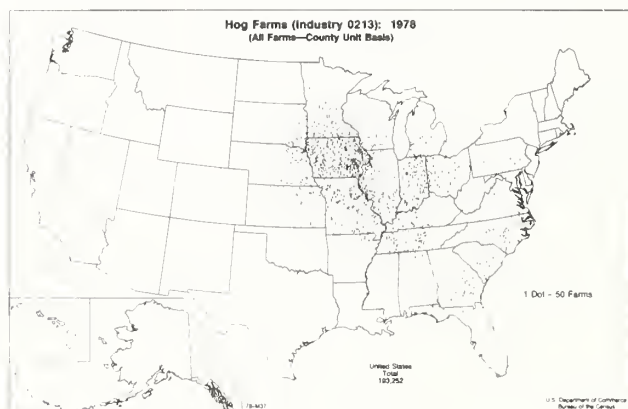 Hog Farms (Industry 0213): 1978
(All Farms—County Unit Basis)
1 Dot - 50 Farms
United States
Total
U.S. Department of Commerce
Bureau of the Census